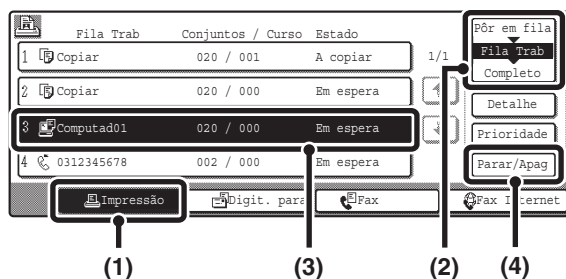 Fila Trab Conjuntos / Curso Estado
1 Copiar 020 / 001 A copiar
2 Copiar 020 / 000 Em espera
3 Computad01 020 / 000 Em espera
4 0312345678 002 / 000 Em espera
1/1
Pôr em fila
Fila Trab
Completo
Detalhe
Prioridade
Parar/Apag
Impressão Digit. para Fax Fax Internet
(1) (3) (2) (4)